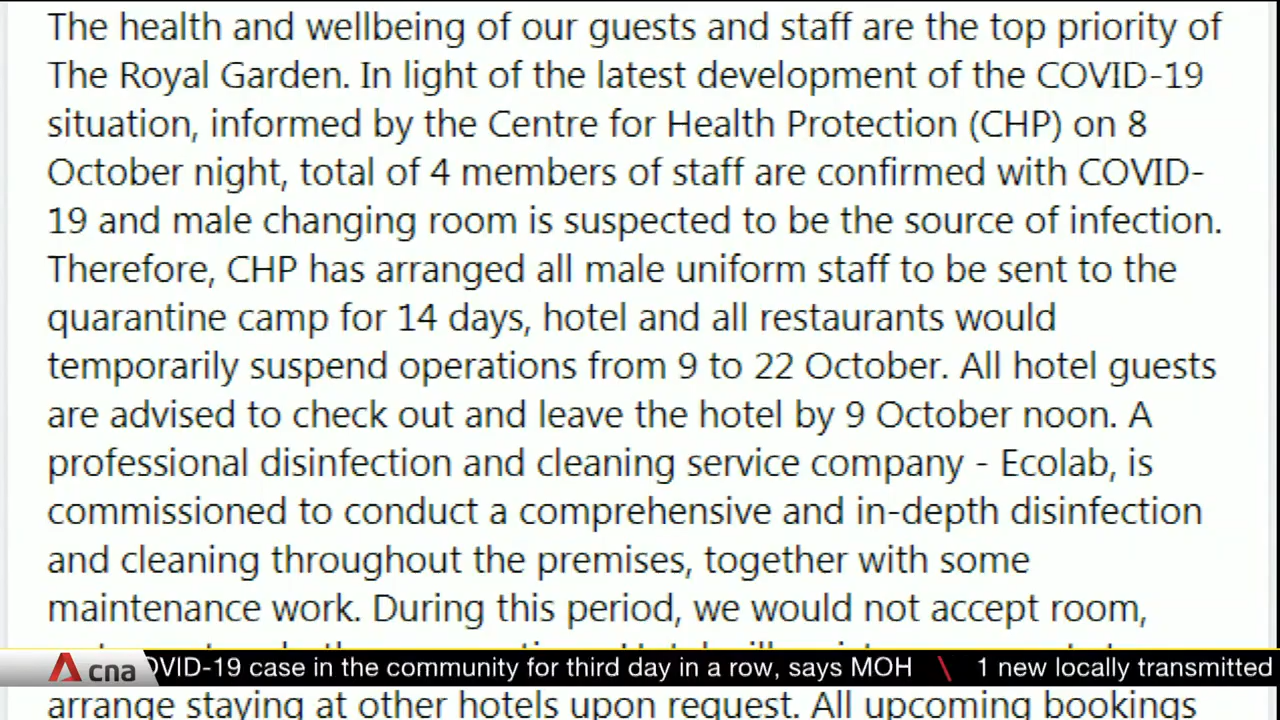 The health and wellbeing of our guests and staff are the top priority of
The Royal Garden. In light of the latest development of the COVID-19
situation, informed by the Centre for Health Protection (CHP) on 8
October night, total of 4 members of staff are confirmed with COVID-
19 and male changing room is suspected to be the source of infection.
Therefore, CHP has arranged all male uniform staff to be sent to the
quarantine camp for 14 days, hotel and all restaurants would
temporarily suspend operations from 9 to 22 October. All hotel guests
are advised to check out and leave the hotel by 9 October noon. A
professional disinfection and cleaning service company - Ecolab, is
commissioned to conduct a comprehensive and in-depth disinfection
and cleaning throughout the premises, together with some
maintenance work. During this period, we would not accept room,
cna OVID-19 case in the community for third day in a row, says MOH \ 1 new locally transmitted
arrange staying at other hotels upon request. All upcoming bookings